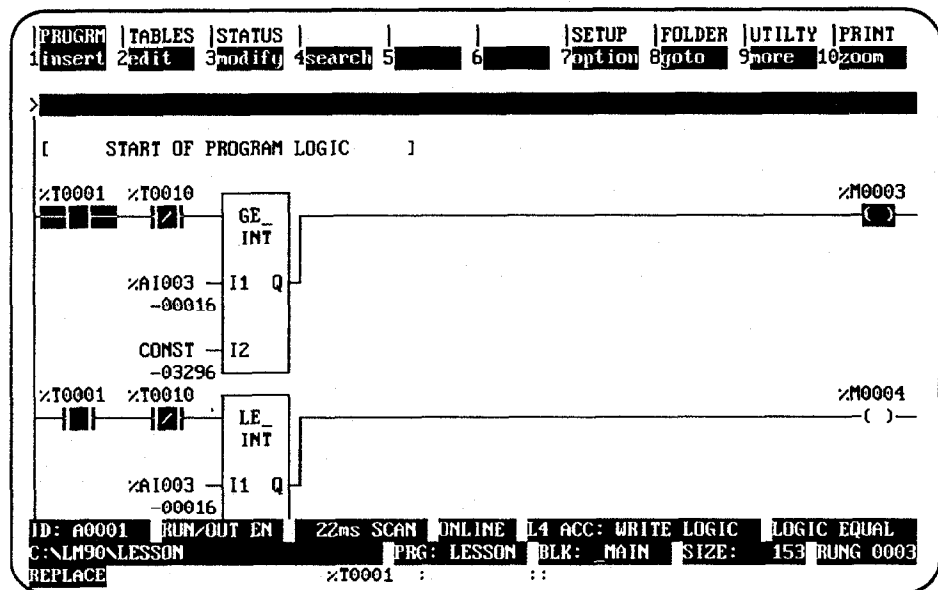 |PROGRM |TABLES |STATUS | | | |SETUP |FOLDER |UTILTY |PRINT
1insert 2edit 3modify 4search 5 6 7option 8goto 9more 10zoom
>
[ START OF PROGRAM LOGIC ]
%T0001 %T0010 %M0003
GE_
INT
%AI003 I1 Q
-00016
CONST I2
-03296
%T0001 %T0010 %M0004
LE_
INT
%AI003 I1 Q
-00016
ID: A0001 RUN/OUT EN 22ms SCAN ONLINE L4 ACC: WRITE LOGIC LOGIC EQUAL
C:\LM90\LESSON PRG: LESSON BLK: _MAIN SIZE: 153 RUNG 0003
REPLACE %T0001 : ::